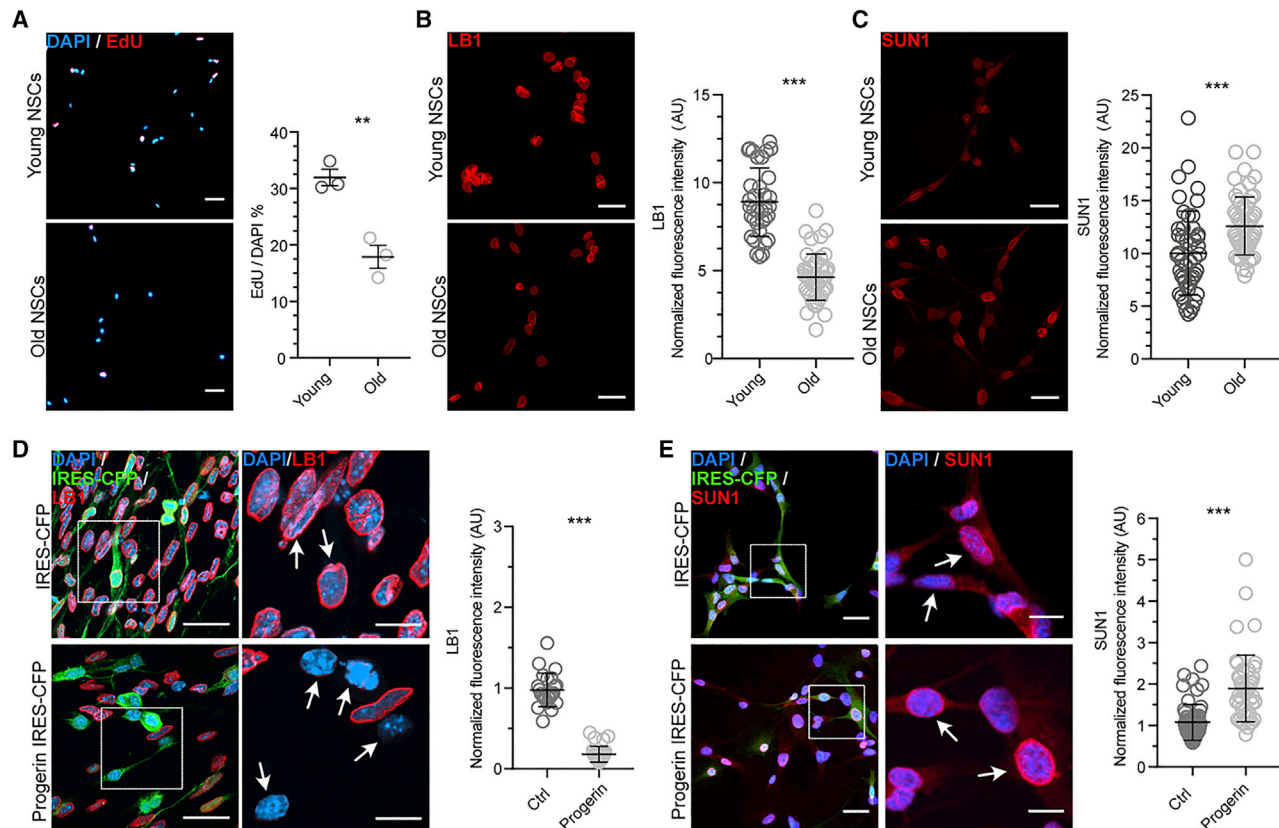 A
DAPI / EdU
Young NSCs
Old NSCs
**
EdU / DAPI %
40
30
20
10
0
Young
Old
B
LB1
Young NSCs
Old NSCs
***
LB1
Normalized fluorescence intensity (AU)
15
10
5
0
Young
Old
C
SUN1
Young NSCs
Old NSCs
***
SUN1
Normalized fluorescence intensity (AU)
25
20
15
10
5
0
Young
Old
D
DAPI /
IRES-CFP /
LB1
DAPI/LB1
IRES-CFP
Progerin IRES-CFP
***
LB1
Normalized fluorescence intensity (AU)
3
2
1
0
Ctrl
Progerin
E
DAPI /
IRES-CFP /
SUN1
DAPI / SUN1
IRES-CFP
Progerin IRES-CFP
***
SUN1
Normalized fluorescence intensity (AU)
6
5
4
3
2
1
0
Ctrl
Progerin